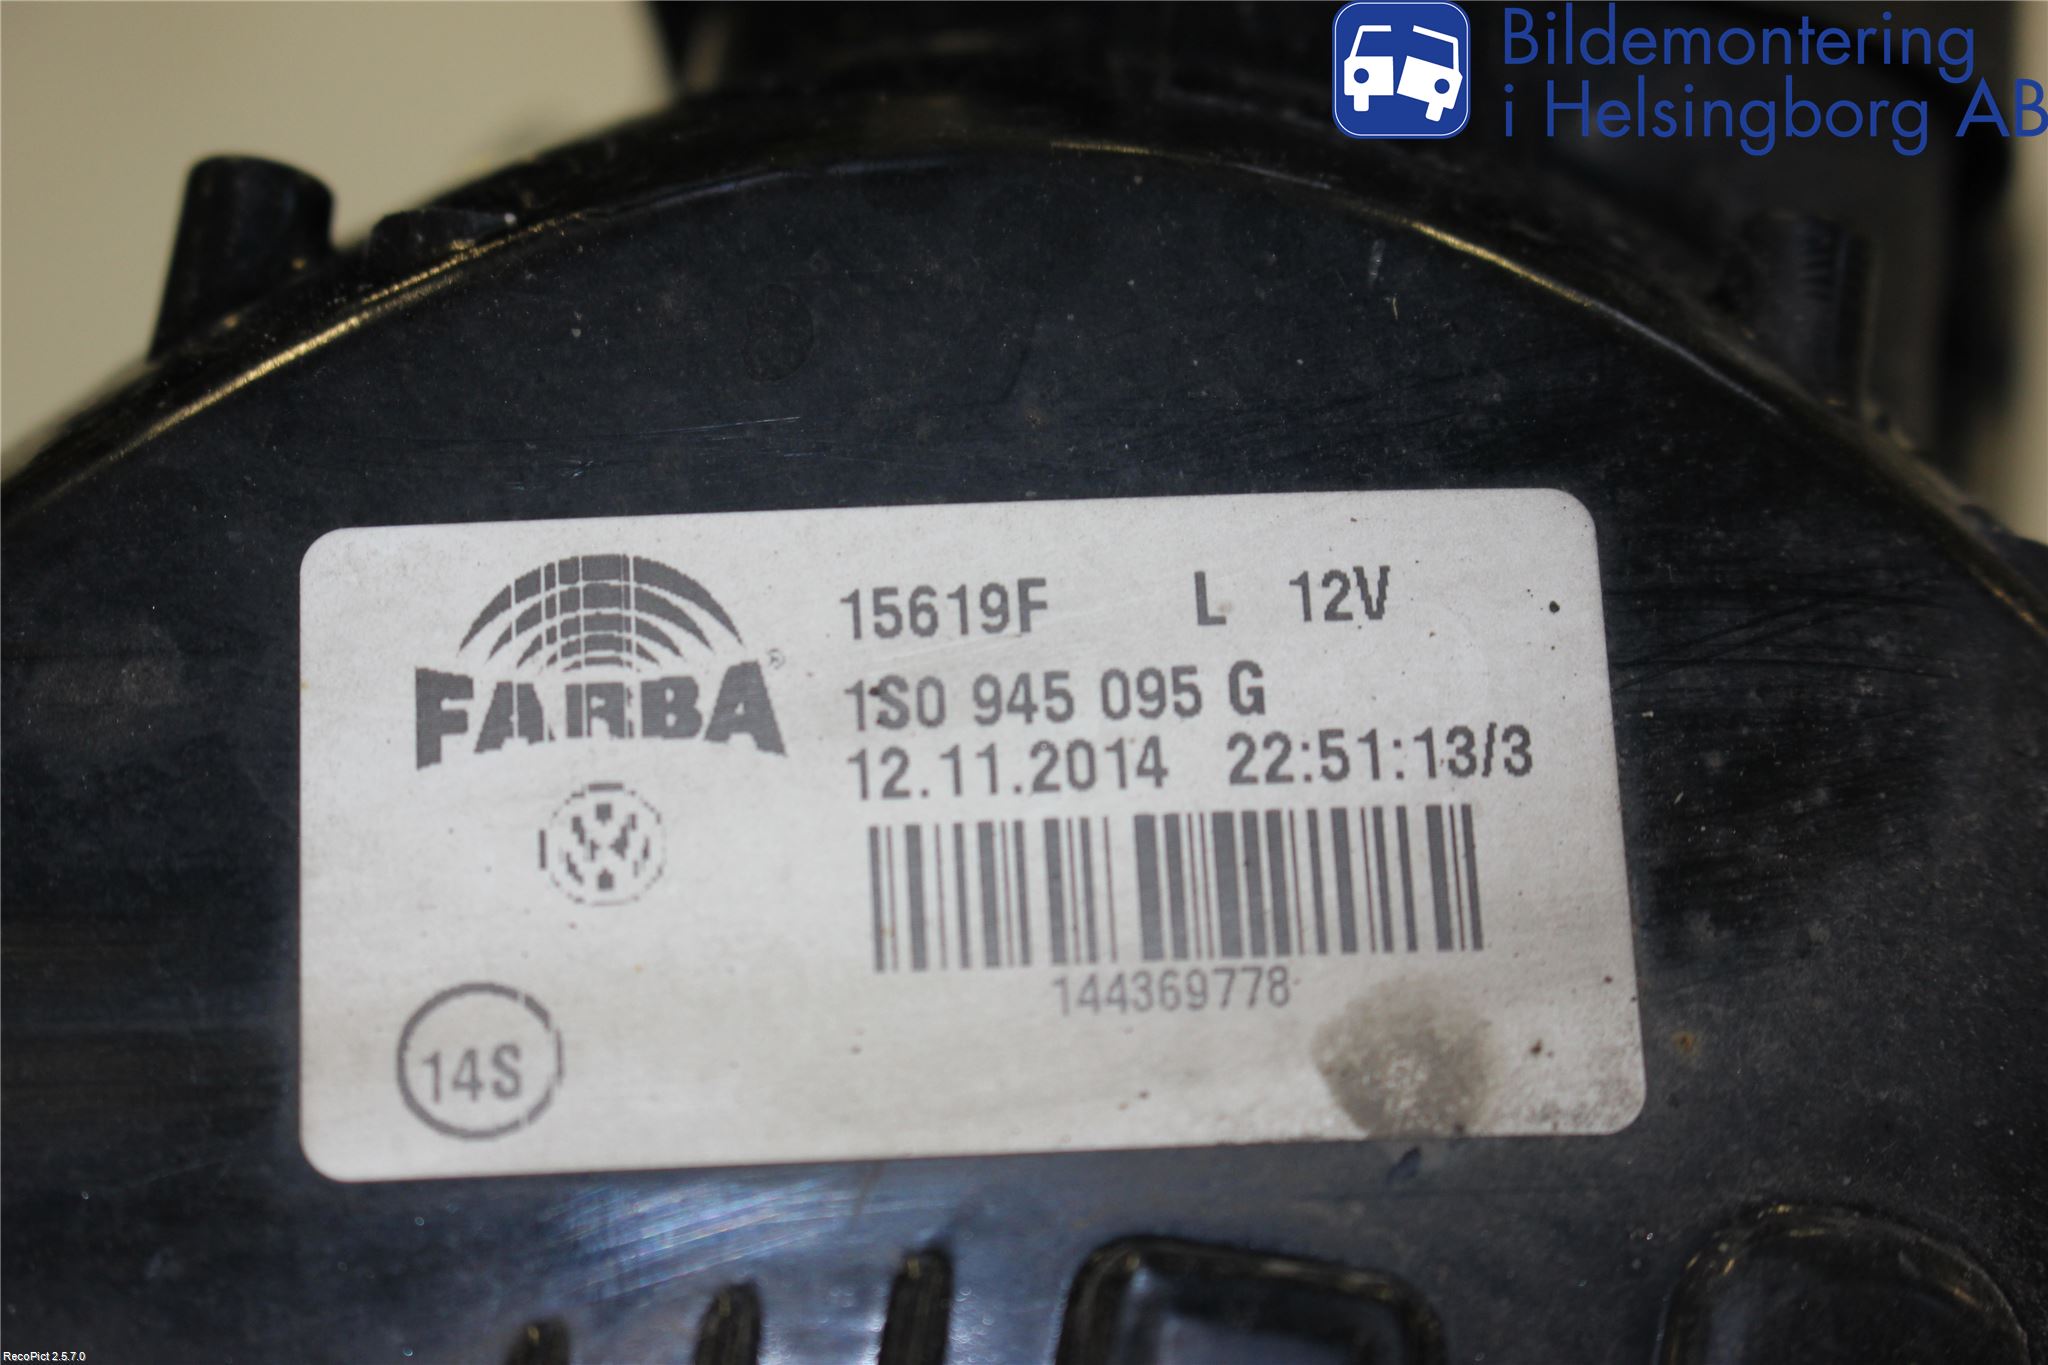 Bildemontering
i Helsingborg AB
FARBA®
15619F L 12V
1S0 945 095 G
12.11.2014 22:51:13/3
144369778
14S
RecoPict 2.5.7.0